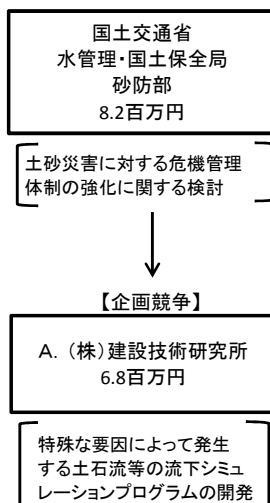 国土交通省
水管理・国土保全局
砂防部
8.2百万円
土砂災害に対する危機管理
体制の強化に関する検討
【企画競争】
A. （株）建設技術研究所
6.8百万円
特殊な要因によって発生
する土石流等の流下シミュ
レーションプログラムの開発